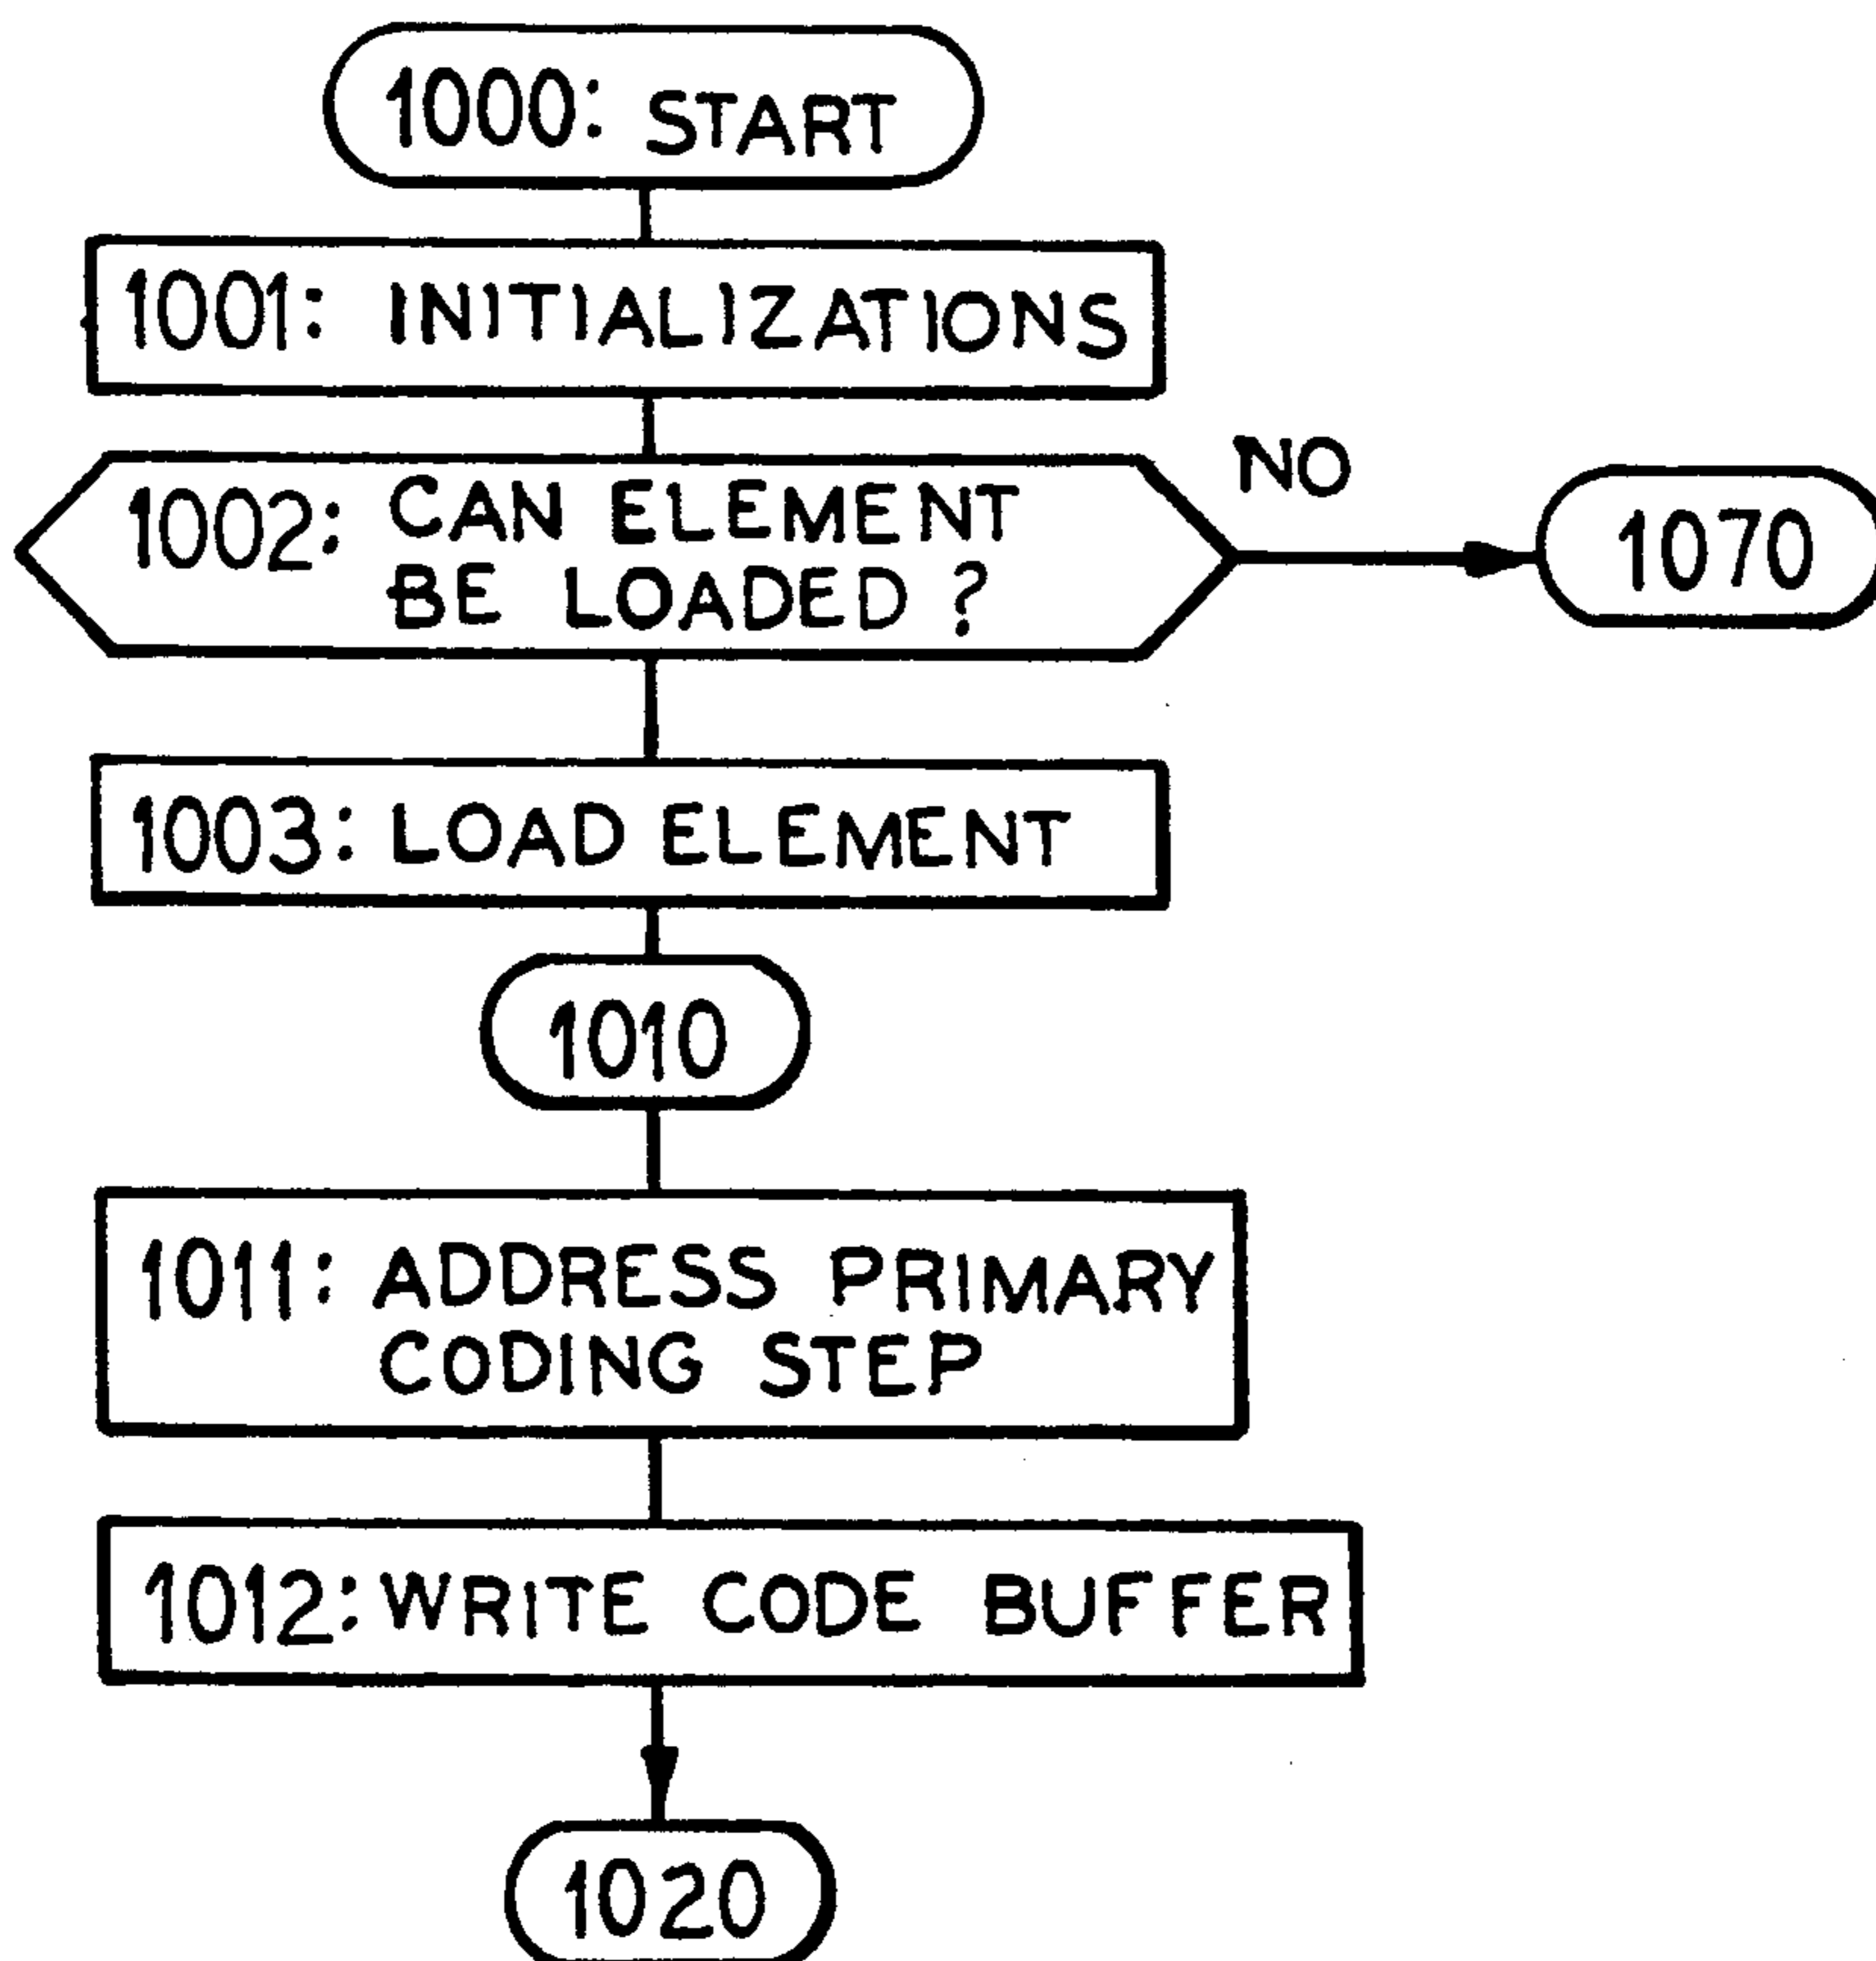 1000: START
1001: INITIALIZATIONS
1002: CAN ELEMENT
BE LOADED ?
NO
1070
1003: LOAD ELEMENT
1010
1011: ADDRESS PRIMARY
CODING STEP
1012: WRITE CODE BUFFER
1020